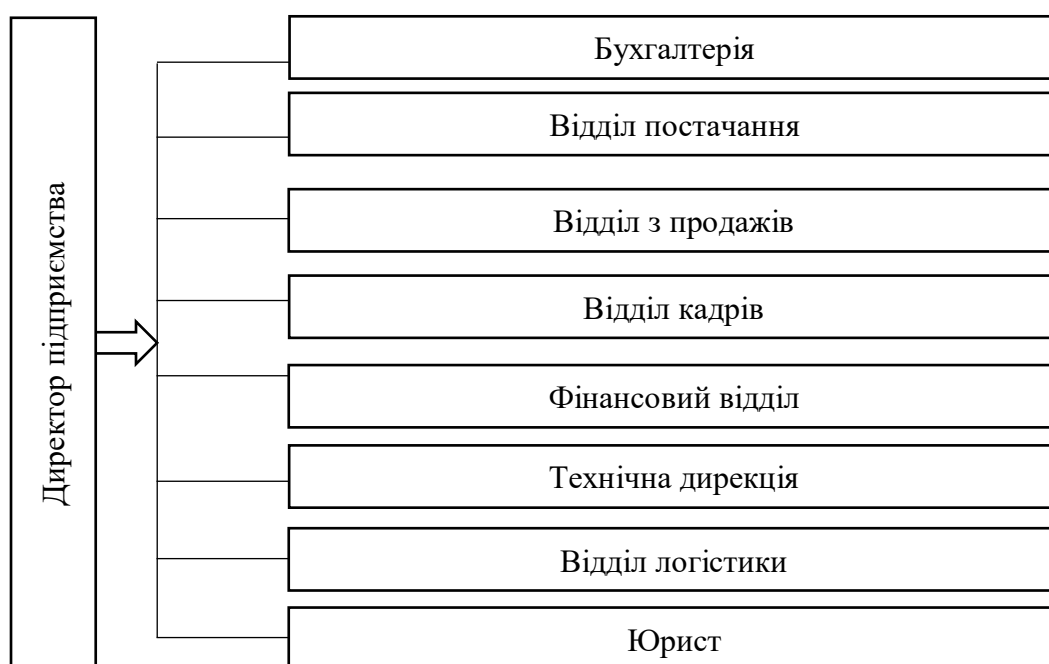 Директор підприємства
Бухгалтерія
Відділ постачання
Відділ з продажів
Відділ кадрів
Фінансовий відділ
Технічна дирекція
Відділ логістики
Юрист